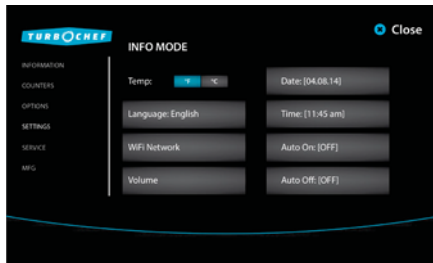 TURBOCHEF
Close
INFO MODE
INFORMATION
COUNTERS
OPTIONS
SETTINGS
SERVICE
MFG
Temp: °F °C
Date: [04.08.14]
Language: English
Time: [11:45 am]
WiFi Network
Auto On: [OFF]
Volume
Auto Off: [OFF]